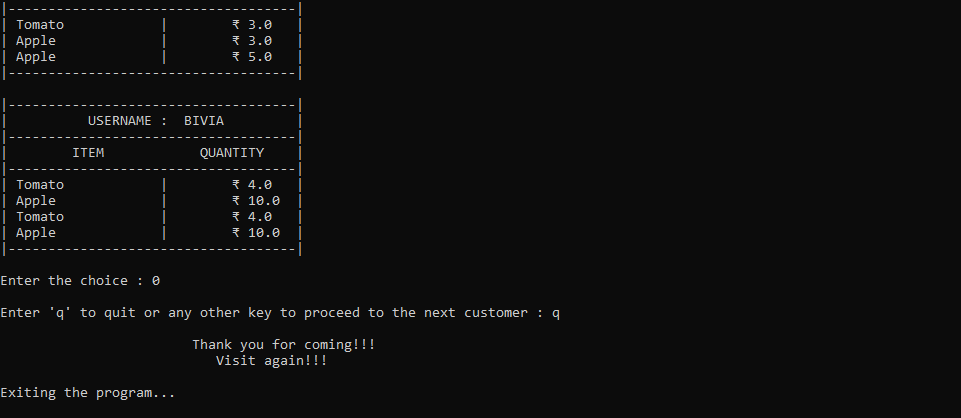 |------------------------------------|
| Tomato            |        ₹ 3.0   |
| Apple             |        ₹ 3.0   |
| Apple             |        ₹ 5.0   |
|------------------------------------|
|------------------------------------|
|          USERNAME :  BIVIA         |
|------------------------------------|
|        ITEM            QUANTITY    |
|------------------------------------|
| Tomato            |        ₹ 4.0   |
| Apple             |        ₹ 10.0  |
| Tomato            |        ₹ 4.0   |
| Apple             |        ₹ 10.0  |
|------------------------------------|
Enter the choice : 0
Enter 'q' to quit or any other key to proceed to the next customer : q
Thank you for coming!!!
Visit again!!!
Exiting the program...